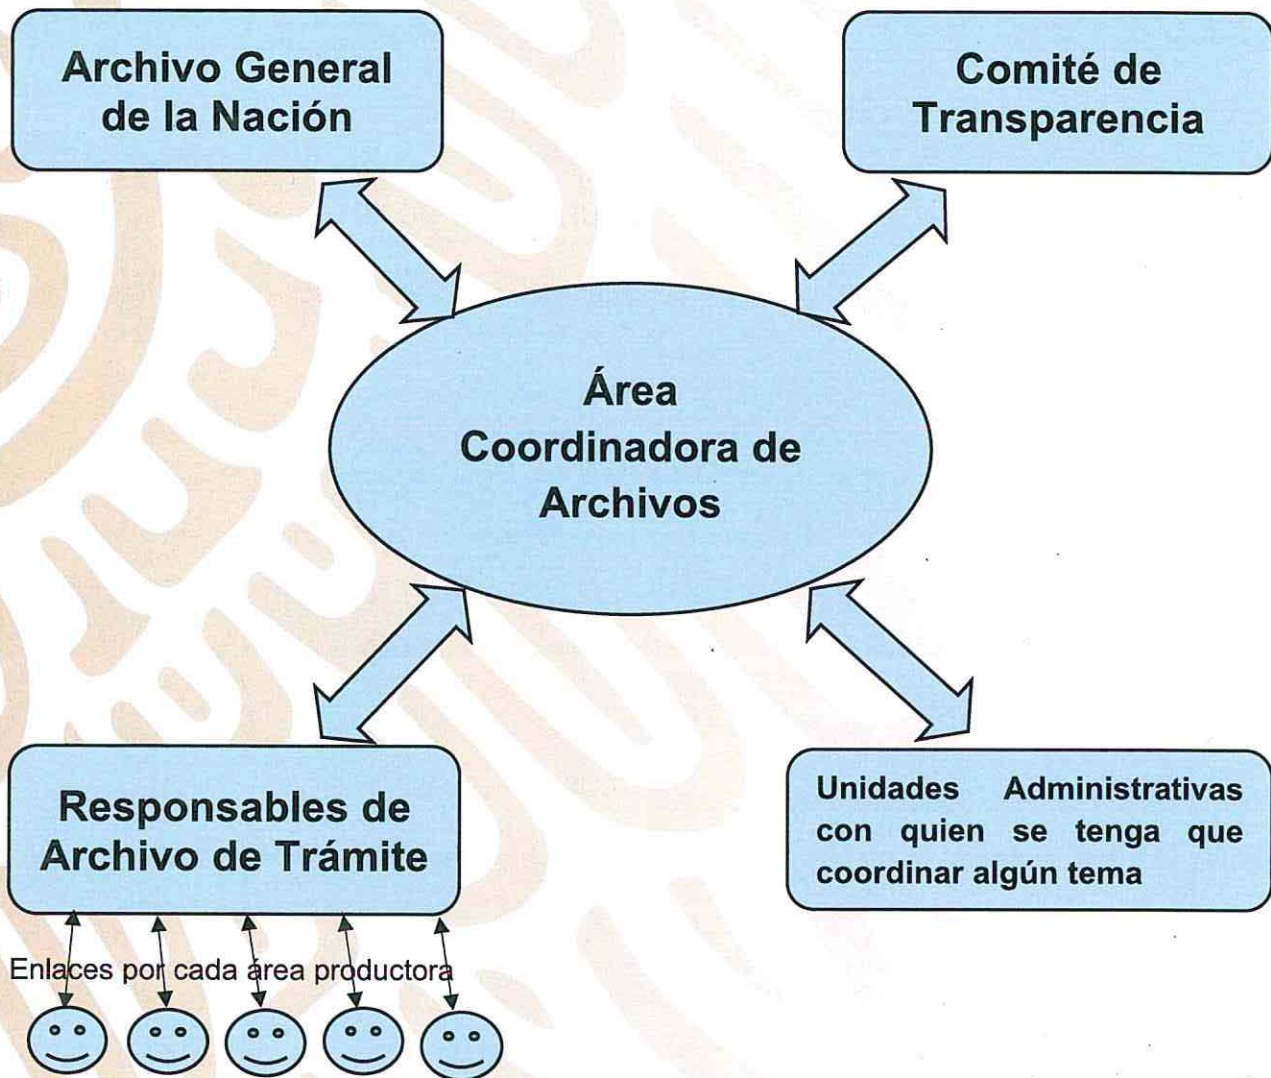 Archivo General
de la Nación
Comité de
Transparencia
Área
Coordinadora de
Archivos
Responsables de
Archivo de Trámite
Unidades Administrativas
con quien se tenga que
coordinar algún tema
Enlaces por cada área productora